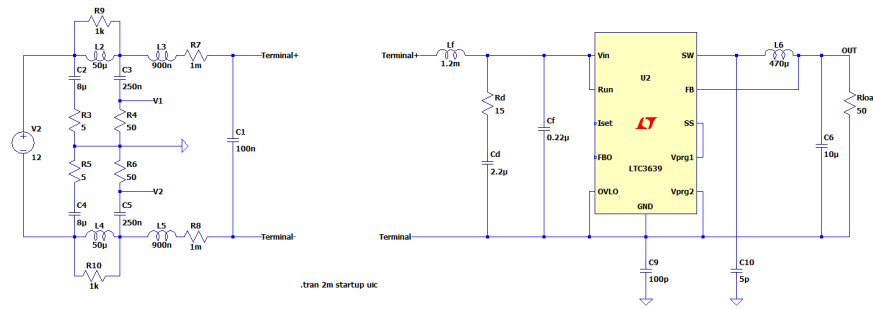 R9
1k
L2
50µ
L3
900n
R7
1m
Terminal+
C2
8µ
C3
250n
V1
R3
5
R4
50
V2
12
C1
100n
R5
5
R6
50
V2
C4
8µ
C5
250n
L4
50µ
L5
900n
R8
1m
Terminal-
R10
1k
.tran 2m startup uic
Terminal+
Lf
1.2m
Rd
15
Cd
2.2µ
Cf
0.22µ
Terminal-
Vin
SW
U2
Run
FB
Iset
SS
FBO
Vprg1
LTC3639
OVLO
Vprg2
GND
L6
470µ
OUT
Rloa
50
C6
10µ
C9
100p
C10
5p